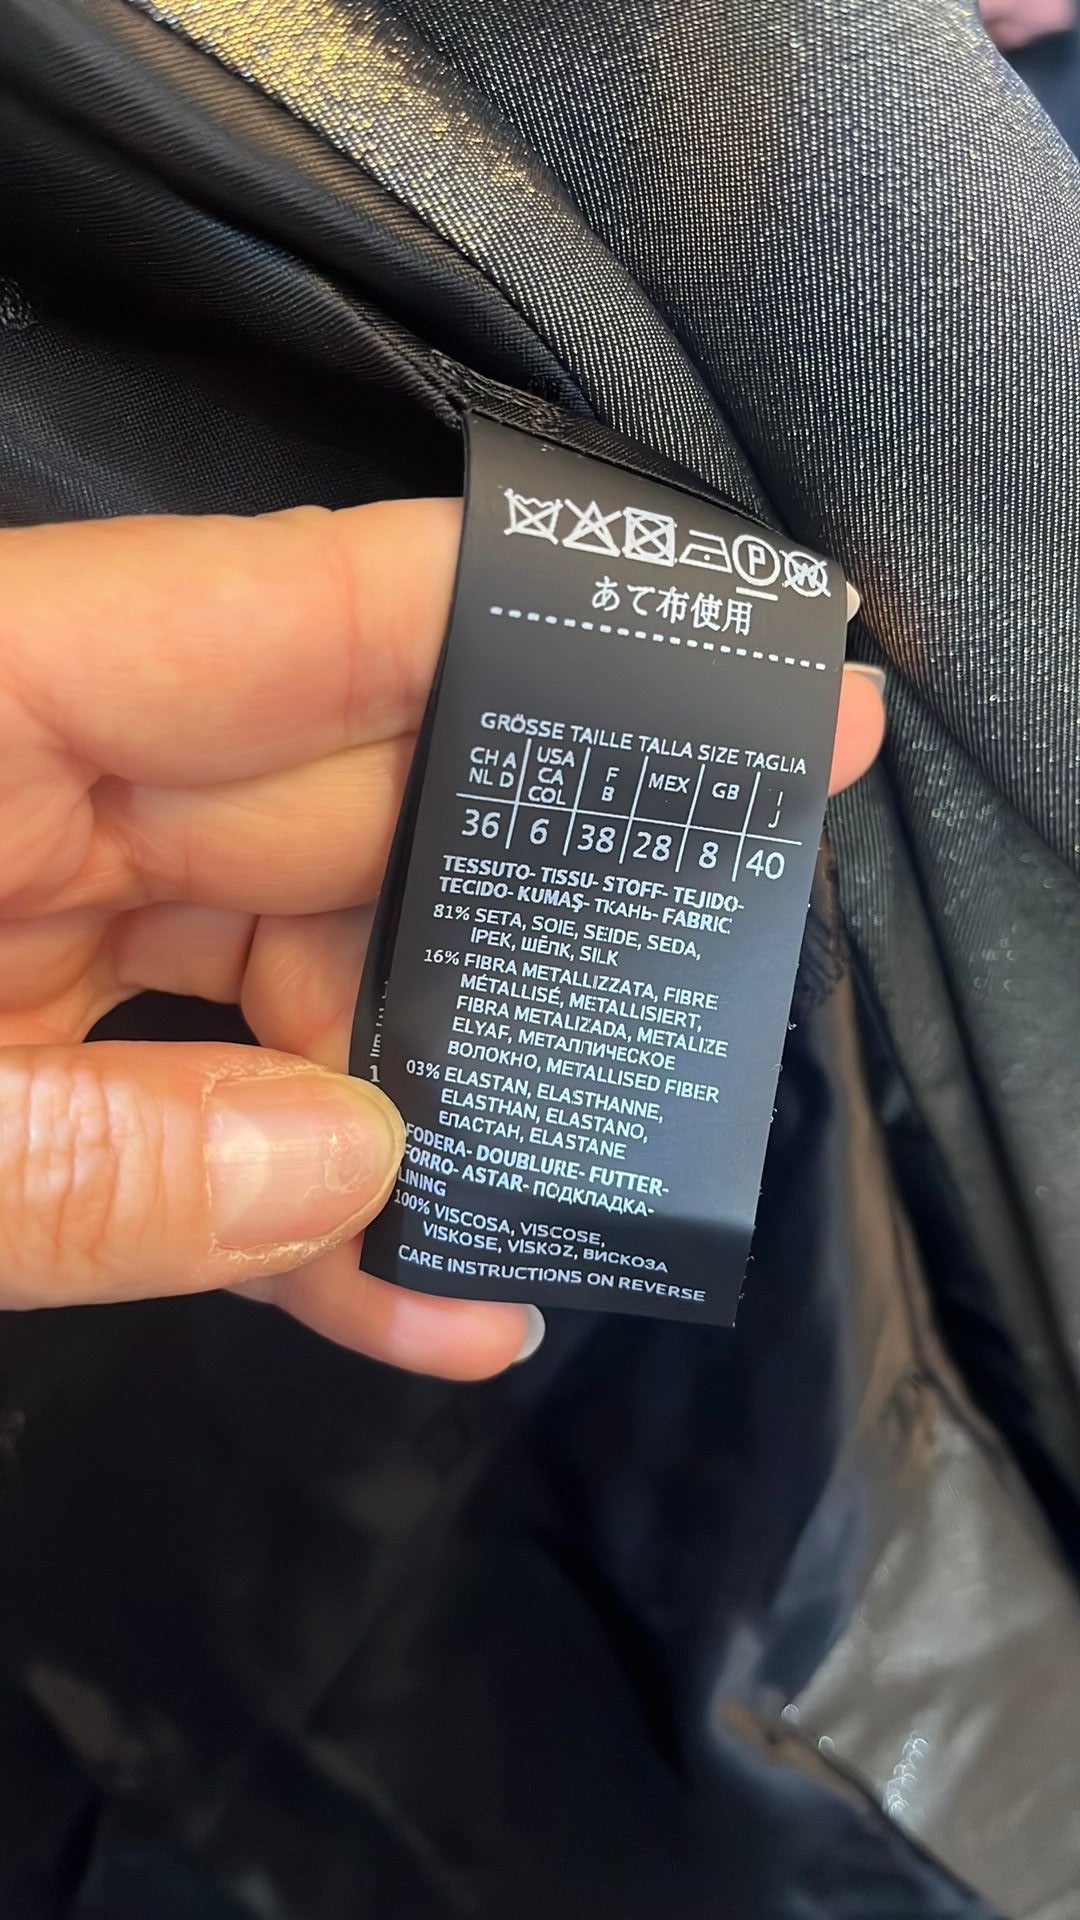 P W
あて布使用
GRÖSSE TAILLE TALLA SIZE TAGLIA
CH A NL D USA CA COL F B MEX GB I J
36 6 38 28 8 40
TESSUTO- TISSU- STOFF- TEJIDO-
TECIDO- KUMAŞ- ТКАНЬ- FABRIC
81% SETA, SOIE, SEIDE, SEDA,
IPEK, ШЁЛК, SILK
16% FIBRA METALLIZZATA, FIBRE
MÉTALLISÉ, METALLISIERT,
FIBRA METALIZADA, METALIZE
ELYAF, МЕТАЛЛИЧЕСКОЕ
ВОЛОКНО, METALLISED FIBER
03% ELASTAN, ELASTHANNE,
ELASTHAN, ELASTANO,
ЕЛАСТАН, ELASTANE
FODERA- DOUBLURE- FUTTER-
FORRO- ASTAR- ПОДКЛАДКА-
LINING
100% VISCOSA, VISCOSE,
VISKOSE, VİSKOZ, ВИСКОЗА
CARE INSTRUCTIONS ON REVERSE